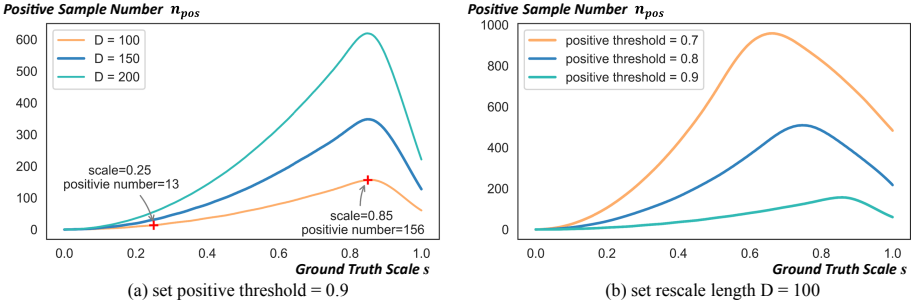 Positive Sample Number n_pos
600
500
400
300
200
100
0
D = 100
D = 150
D = 200
scale=0.25
positivie number=13
scale=0.85
positivie number=156
0.0 0.2 0.4 0.6 0.8 1.0
Ground Truth Scale s
(a) set positive threshold = 0.9
Positive Sample Number n_pos
1000
800
600
400
200
0
positive threshold = 0.7
positive threshold = 0.8
positive threshold = 0.9
0.0 0.2 0.4 0.6 0.8 1.0
Ground Truth Scale s
(b) set rescale length D = 100